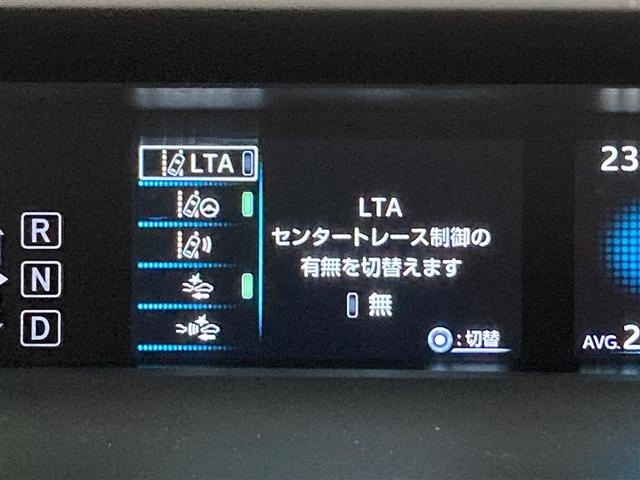 LTA
R
N
D
LTA
センタートレース制御の
有無を切替えます
無
:切替
23
AVG.2